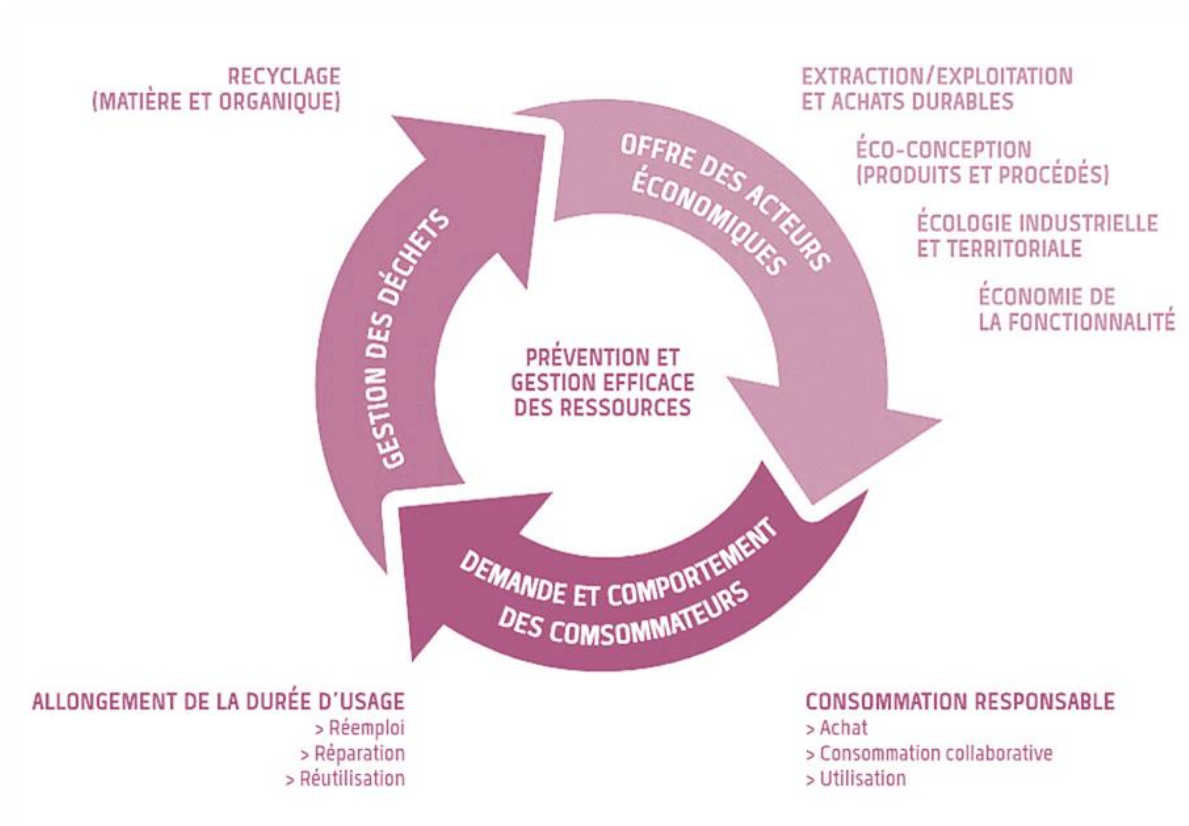 RECYCLAGE
(MATIÈRE ET ORGANIQUE)
EXTRACTION/EXPLOITATION
ET ACHATS DURABLES
ÉCO-CONCEPTION
(PRODUITS ET PROCÉDÉS)
ÉCOLOGIE INDUSTRIELLE
ET TERRITORIALE
ÉCONOMIE DE
LA FONCTIONNALITÉ
OFFRE DES ACTEURS
ÉCONOMIQUES
GESTION DES DÉCHETS
PRÉVENTION ET
GESTION EFFICACE
DES RESSOURCES
DEMANDE ET COMPORTEMENT
DES COMSOMMATEURS
ALLONGEMENT DE LA DURÉE D'USAGE
> Réemploi
> Réparation
> Réutilisation
CONSOMMATION RESPONSABLE
> Achat
> Consommation collaborative
> Utilisation